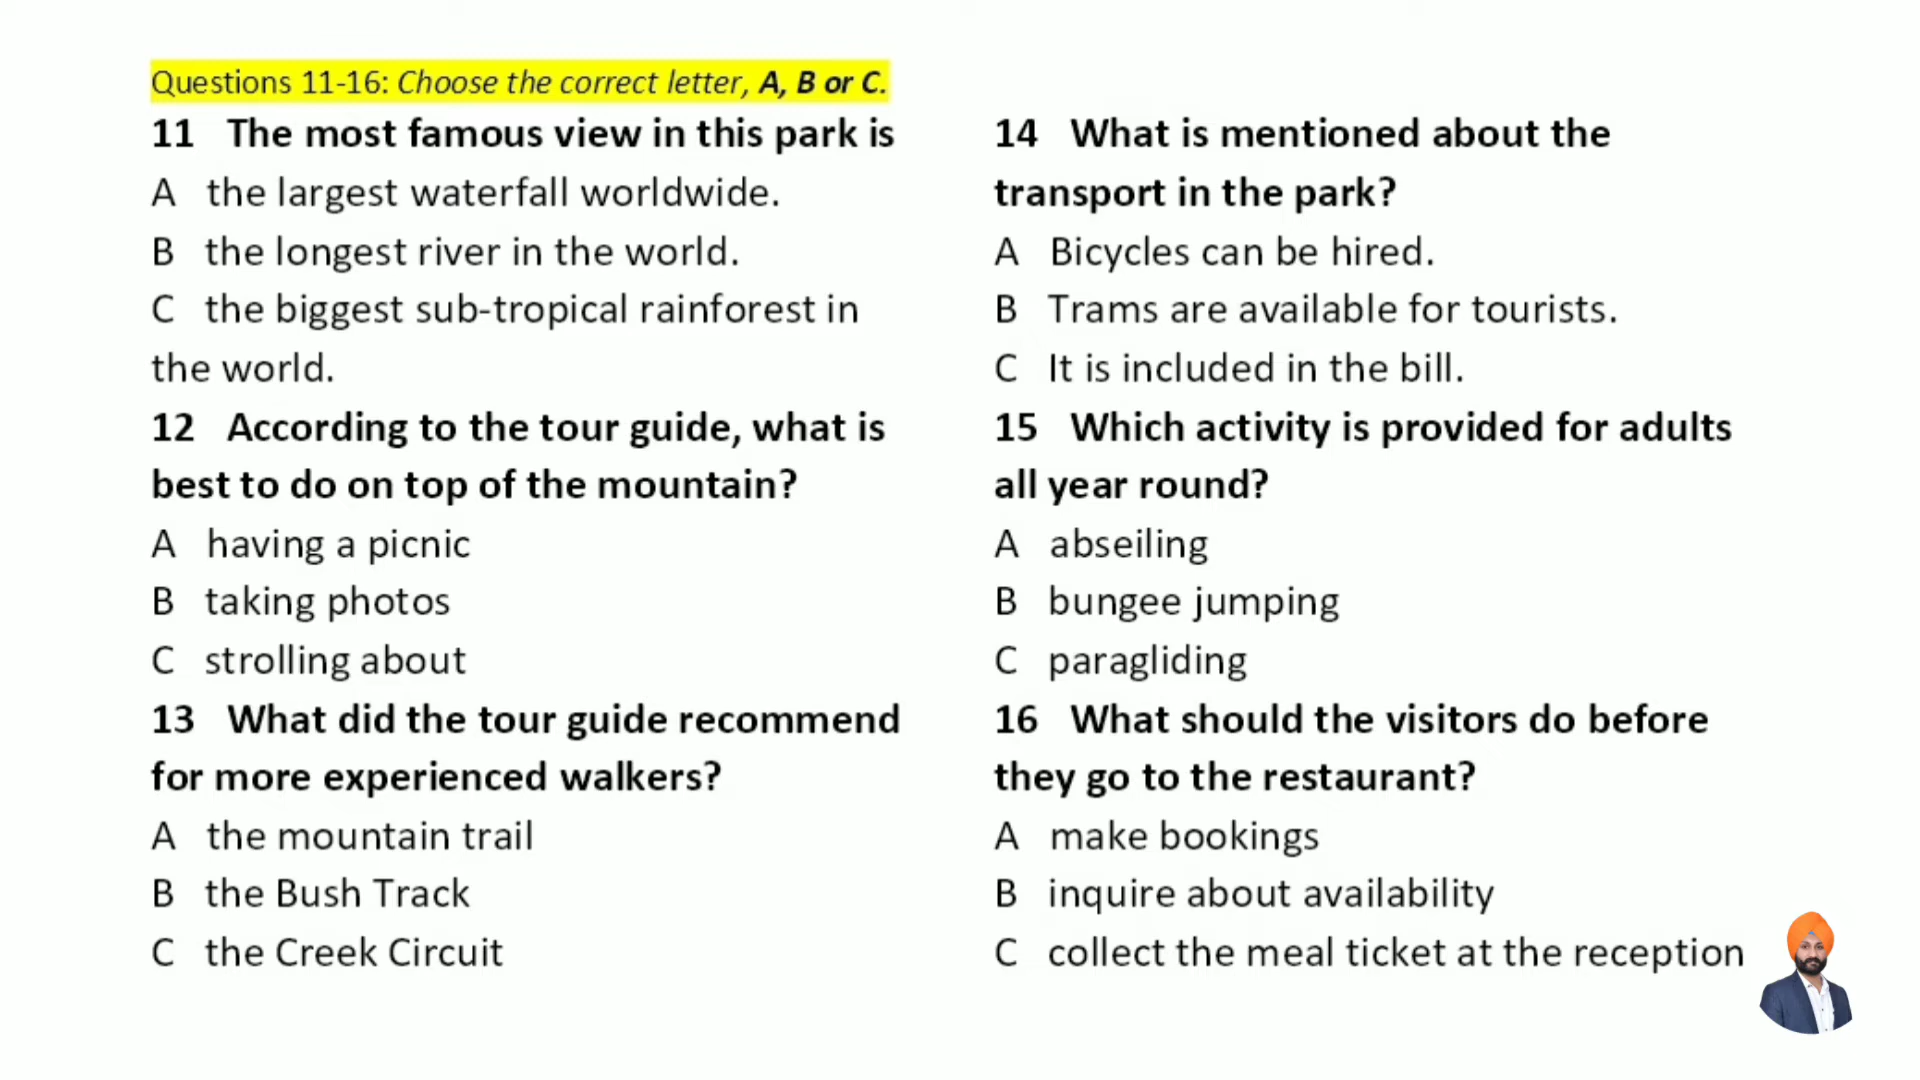 Questions 11-16: Choose the correct letter, A, B or C.
11 The most famous view in this park is
A the largest waterfall worldwide.
B the longest river in the world.
C the biggest sub-tropical rainforest in
the world.
12 According to the tour guide, what is
best to do on top of the mountain?
A having a picnic
B taking photos
C strolling about
13 What did the tour guide recommend
for more experienced walkers?
A the mountain trail
B the Bush Track
C the Creek Circuit
14 What is mentioned about the
transport in the park?
A Bicycles can be hired.
B Trams are available for tourists.
C It is included in the bill.
15 Which activity is provided for adults
all year round?
A abseiling
B bungee jumping
C paragliding
16 What should the visitors do before
they go to the restaurant?
A make bookings
B inquire about availability
C collect the meal ticket at the reception